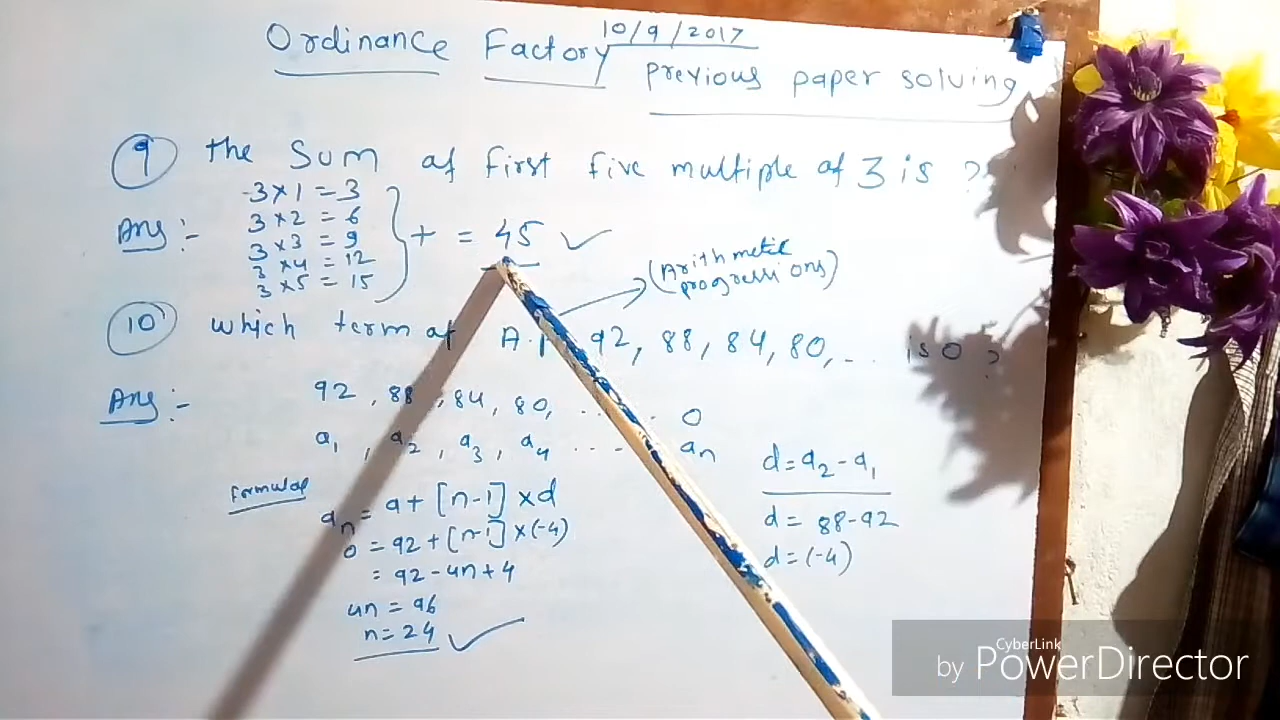 Ordinance Factory 10/9/2017
Previous paper solving
9 The Sum of first five multiple of 3 is ?
Ans :-
3 × 1 = 3
3 × 2 = 6
3 × 3 = 9
3 × 4 = 12
3 × 5 = 15
} + = 45 ✓
(Arithmetic
progressions)
10 which term of A.P 92, 88, 84, 80, ... is 0 ?
Ans :-
92, 88, 84, 80, ...... 0
a₁, a₂, a₃, a₄ ...... aₙ
Formulae
aₙ = a + [n-1] × d
0 = 92 + [n-1] × (-4)
= 92 - 4n + 4
4n = 96
n = 24 ✓
d = a₂ - a₁
d = 88 - 92
d = (-4)
by CyberLink PowerDirector